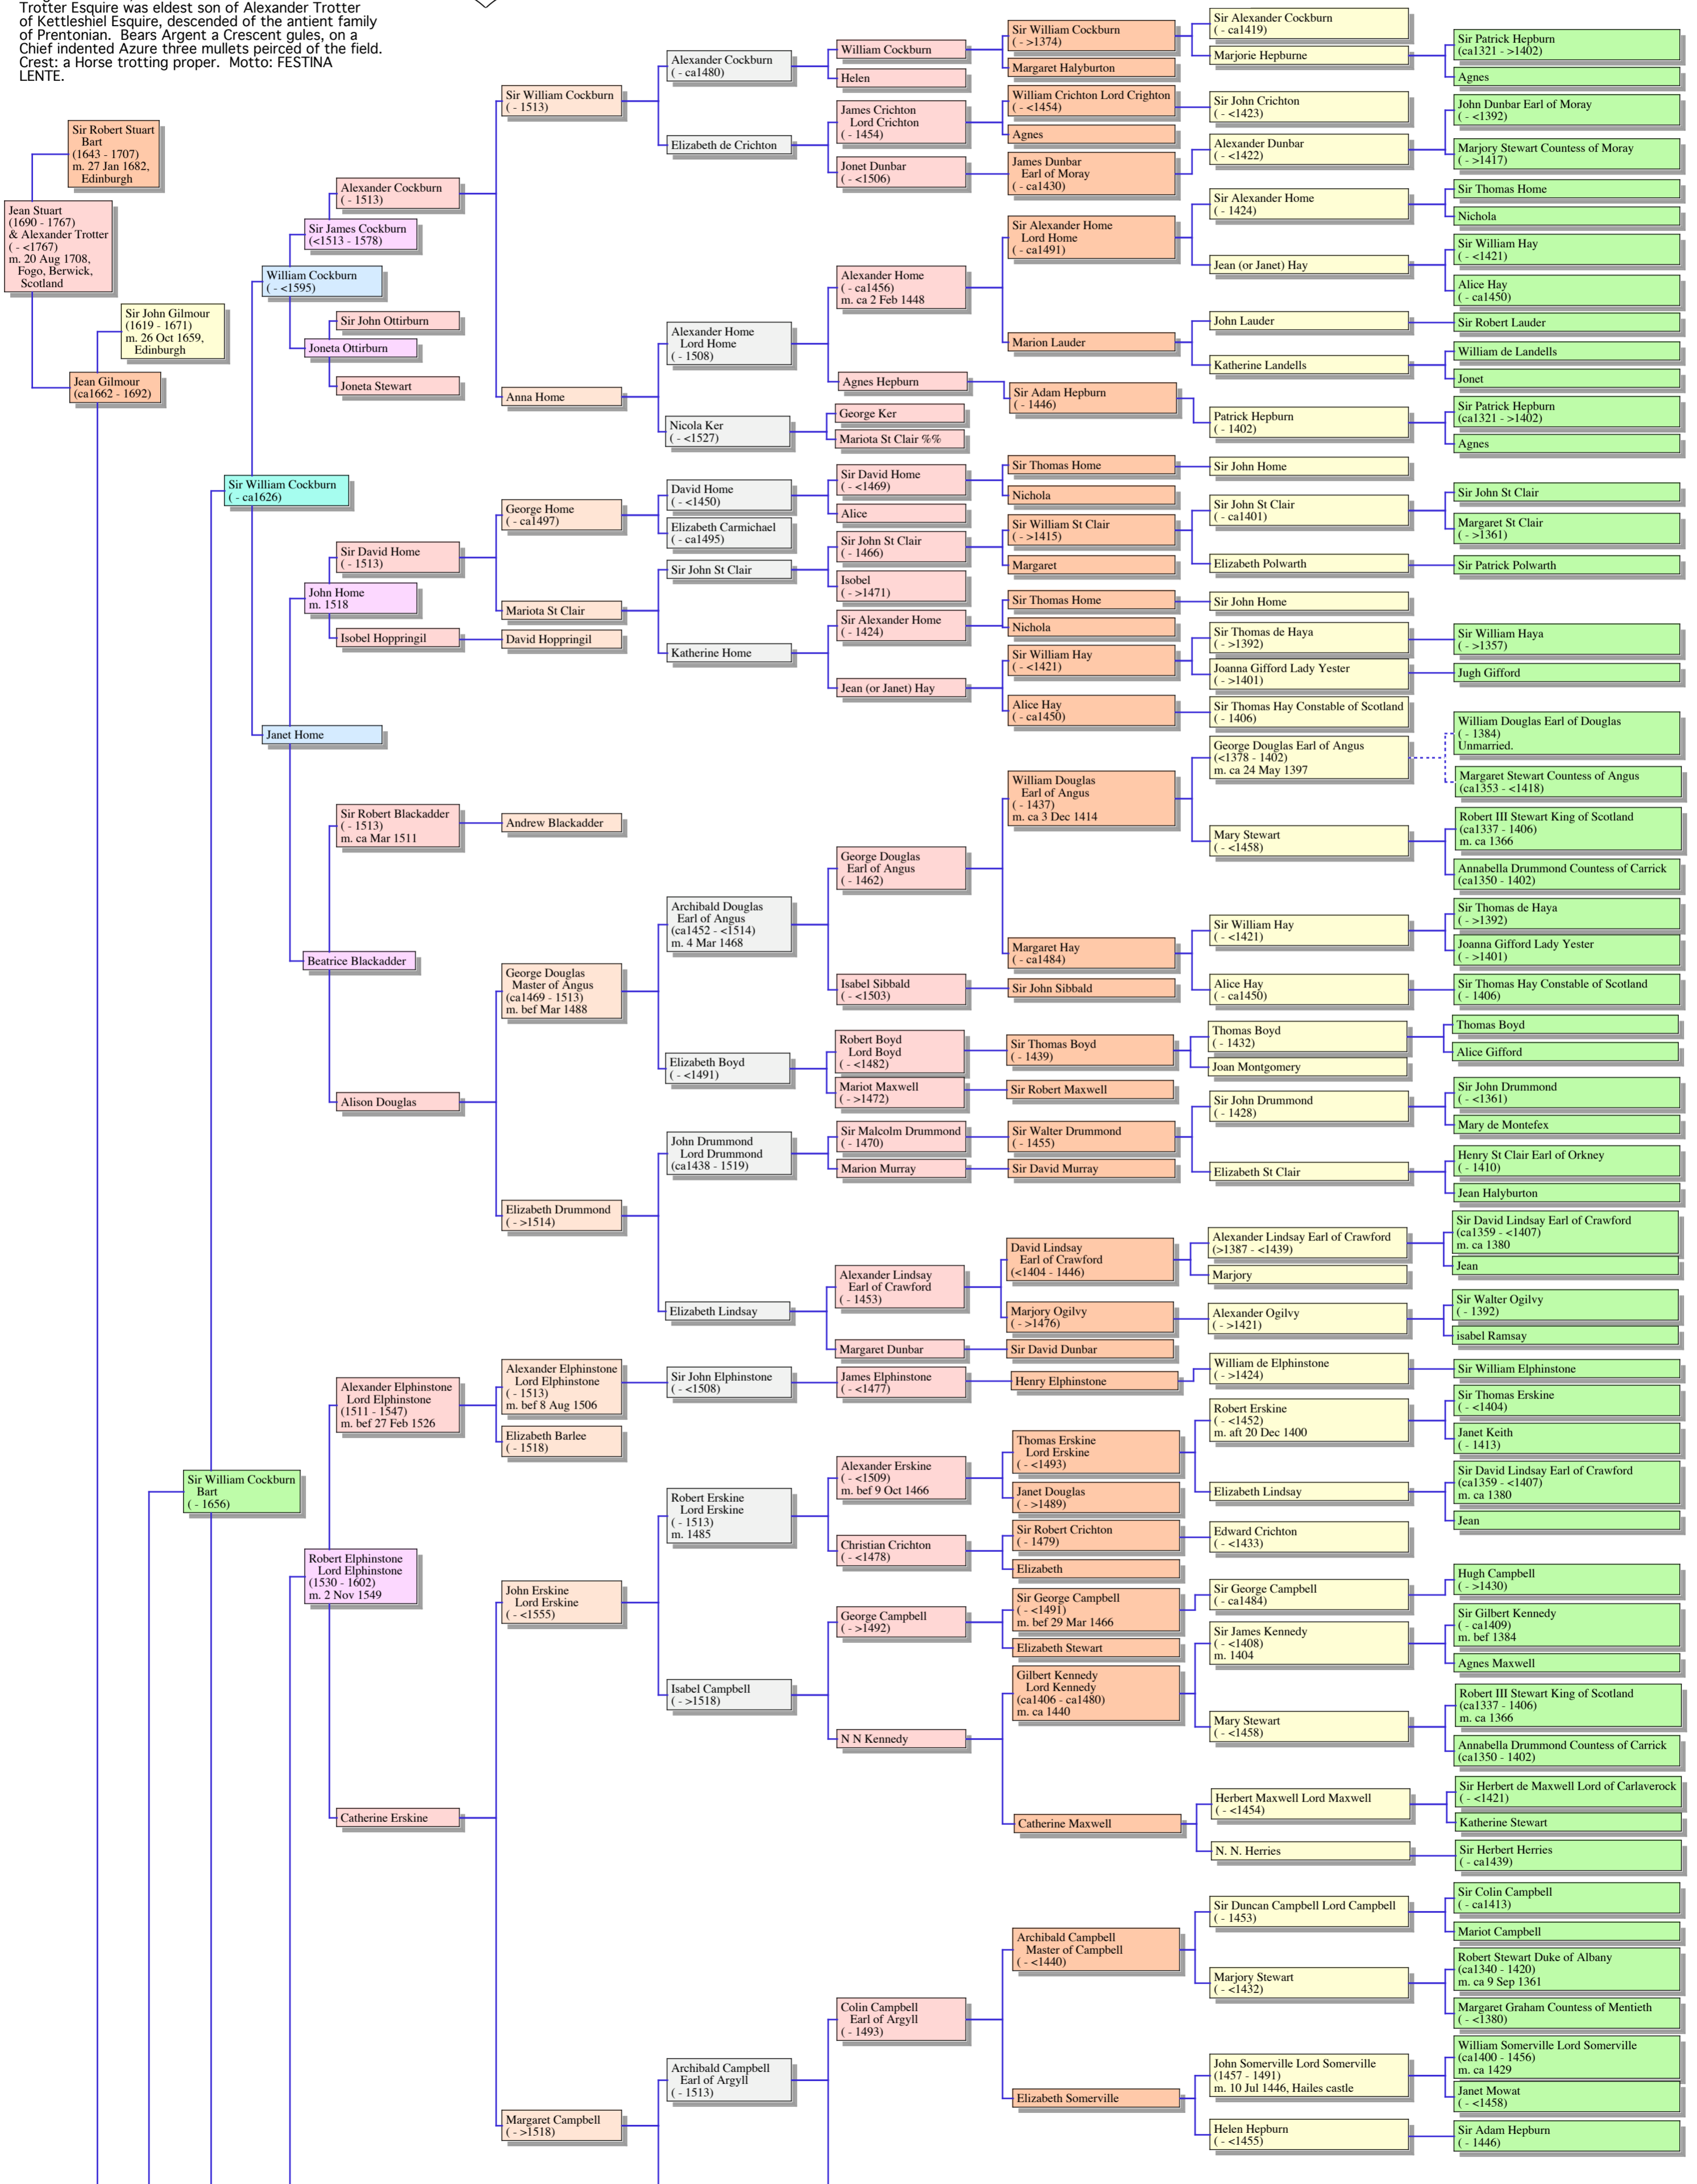 Trotter Esquire was eldest son of Alexander Trotter
of Kettleshiel Esquire, descended of the antient family
of Prentonian.  Bears Argent a Crescent gules, on a
Chief indented Azure three mullets peirced of the field.
Crest: a Horse trotting proper.  Motto: FESTINA
LENTE.
Sir Robert Stuart
Bart
(1643 - 1707)
m. 27 Jan 1682,
Edinburgh
Jean Stuart
(1690 - 1767)
& Alexander Trotter
( - <1767)
m. 20 Aug 1708,
Fogo, Berwick,
Scotland
Sir John Gilmour
(1619 - 1671)
m. 26 Oct 1659,
Edinburgh
Jean Gilmour
(ca1662 - 1692)
Sir William Cockburn
Bart
( - 1656)
Sir William Cockburn
( - ca1626)
William Cockburn
( - <1595)
Janet Home
Alexander Cockburn
( - 1513)
Sir James Cockburn
(<1513 - 1578)
Sir John Ottirburn
Joneta Ottirburn
Joneta Stewart
Sir David Home
( - 1513)
John Home
m. 1518
Isobel Hoppringil
Sir Robert Blackadder
( - 1513)
m. ca Mar 1511
Beatrice Blackadder
Alison Douglas
Alexander Elphinstone
Lord Elphinstone
(1511 - 1547)
m. bef 27 Feb 1526
Robert Elphinstone
Lord Elphinstone
(1530 - 1602)
m. 2 Nov 1549
Catherine Erskine
Sir William Cockburn
( - 1513)
Anna Home
George Home
( - ca1497)
Mariota St Clair
David Hoppringil
Andrew Blackadder
George Douglas
Master of Angus
(ca1469 - 1513)
m. bef Mar 1488
Elizabeth Drummond
( - >1514)
Alexander Elphinstone
Lord Elphinstone
( - 1513)
m. bef 8 Aug 1506
Elizabeth Barlee
( - 1518)
John Erskine
Lord Erskine
( - <1555)
Margaret Campbell
( - >1518)
Alexander Cockburn
( - ca1480)
Elizabeth de Crichton
Alexander Home
Lord Home
( - 1508)
Nicola Ker
( - <1527)
David Home
( - <1450)
Elizabeth Carmichael
( - ca1495)
Sir John St Clair
Katherine Home
Archibald Douglas
Earl of Angus
(ca1452 - <1514)
m. 4 Mar 1468
Elizabeth Boyd
( - <1491)
John Drummond
Lord Drummond
(ca1438 - 1519)
Elizabeth Lindsay
Sir John Elphinstone
( - <1508)
Robert Erskine
Lord Erskine
( - 1513)
m. 1485
Isabel Campbell
( - >1518)
Archibald Campbell
Earl of Argyll
( - 1513)
William Cockburn
Helen
James Crichton
Lord Crichton
( - 1454)
Jonet Dunbar
( - <1506)
Alexander Home
( - ca1456)
m. ca 2 Feb 1448
Agnes Hepburn
George Ker
Mariota St Clair %%
Sir David Home
( - <1469)
Alice
Sir John St Clair
( - 1466)
Isobel
( - >1471)
Sir Alexander Home
( - 1424)
Jean (or Janet) Hay
George Douglas
Earl of Angus
( - 1462)
Isabel Sibbald
( - <1503)
Robert Boyd
Lord Boyd
( - <1482)
Mariot Maxwell
( - >1472)
Sir Malcolm Drummond
( - 1470)
Marion Murray
Alexander Lindsay
Earl of Crawford
( - 1453)
Margaret Dunbar
James Elphinstone
( - <1477)
Alexander Erskine
( - <1509)
m. bef 9 Oct 1466
Christian Crichton
( - <1478)
George Campbell
( - >1492)
N N Kennedy
Colin Campbell
Earl of Argyll
( - 1493)
Sir William Cockburn
( - >1374)
Margaret Halyburton
William Crichton Lord Crighton
( - <1454)
Agnes
James Dunbar
Earl of Moray
( - ca1430)
Sir Alexander Home
Lord Home
( - ca1491)
Marion Lauder
Sir Adam Hepburn
( - 1446)
Sir Thomas Home
Nichola
Sir William St Clair
( - >1415)
Margaret
Sir Thomas Home
Nichola
Sir William Hay
( - <1421)
Alice Hay
( - ca1450)
William Douglas
Earl of Angus
( - 1437)
m. ca 3 Dec 1414
Margaret Hay
( - ca1484)
Sir John Sibbald
Sir Thomas Boyd
( - 1439)
Sir Robert Maxwell
Sir Walter Drummond
( - 1455)
Sir David Murray
David Lindsay
Earl of Crawford
(<1404 - 1446)
Marjory Ogilvy
( - >1476)
Sir David Dunbar
Henry Elphinstone
Thomas Erskine
Lord Erskine
( - <1493)
Janet Douglas
( - >1489)
Sir Robert Crichton
( - 1479)
Elizabeth
Sir George Campbell
( - <1491)
m. bef 29 Mar 1466
Elizabeth Stewart
Gilbert Kennedy
Lord Kennedy
(ca1406 - ca1480)
m. ca 1440
Catherine Maxwell
Archibald Campbell
Master of Campbell
( - <1440)
Elizabeth Somerville
Sir Alexander Cockburn
( - ca1419)
Marjorie Hepburne
Sir John Crichton
( - <1423)
Alexander Dunbar
( - <1422)
Sir Alexander Home
( - 1424)
Jean (or Janet) Hay
John Lauder
Katherine Landells
Patrick Hepburn
( - 1402)
Sir John Home
Sir John St Clair
( - ca1401)
Elizabeth Polwarth
Sir John Home
Sir Thomas de Haya
( - >1392)
Joanna Gifford Lady Yester
( - >1401)
Sir Thomas Hay Constable of Scotland
( - 1406)
George Douglas Earl of Angus
(<1378 - 1402)
m. ca 24 May 1397
Mary Stewart
( - <1458)
Sir William Hay
( - <1421)
Alice Hay
( - ca1450)
Thomas Boyd
( - 1432)
Joan Montgomery
Sir John Drummond
( - 1428)
Elizabeth St Clair
Alexander Lindsay Earl of Crawford
(>1387 - <1439)
Marjory
Alexander Ogilvy
( - >1421)
William de Elphinstone
( - >1424)
Robert Erskine
( - <1452)
m. aft 20 Dec 1400
Elizabeth Lindsay
Edward Crichton
( - <1433)
Sir George Campbell
( - ca1484)
Sir James Kennedy
( - <1408)
m. 1404
Mary Stewart
( - <1458)
Herbert Maxwell Lord Maxwell
( - <1454)
N. N. Herries
Sir Duncan Campbell Lord Campbell
( - 1453)
Marjory Stewart
( - <1432)
John Somerville Lord Somerville
(1457 - 1491)
m. 10 Jul 1446, Hailes castle
Helen Hepburn
( - <1455)
Sir Patrick Hepburn
(ca1321 - >1402)
Agnes
John Dunbar Earl of Moray
( - <1392)
Marjory Stewart Countess of Moray
( - >1417)
Sir Thomas Home
Nichola
Sir William Hay
( - <1421)
Alice Hay
( - ca1450)
Sir Robert Lauder
William de Landells
Jonet
Sir Patrick Hepburn
(ca1321 - >1402)
Agnes
Sir John St Clair
Margaret St Clair
( - >1361)
Sir Patrick Polwarth
Sir William Haya
( - >1357)
Jugh Gifford
William Douglas Earl of Douglas
( - 1384)
Unmarried.
Margaret Stewart Countess of Angus
(ca1353 - <1418)
Robert III Stewart King of Scotland
(ca1337 - 1406)
m. ca 1366
Annabella Drummond Countess of Carrick
(ca1350 - 1402)
Sir Thomas de Haya
( - >1392)
Joanna Gifford Lady Yester
( - >1401)
Sir Thomas Hay Constable of Scotland
( - 1406)
Thomas Boyd
Alice Gifford
Sir John Drummond
( - <1361)
Mary de Montefex
Henry St Clair Earl of Orkney
( - 1410)
Jean Halyburton
Sir David Lindsay Earl of Crawford
(ca1359 - <1407)
m. ca 1380
Jean
Sir Walter Ogilvy
( - 1392)
isabel Ramsay
Sir William Elphinstone
Sir Thomas Erskine
( - <1404)
Janet Keith
( - 1413)
Sir David Lindsay Earl of Crawford
(ca1359 - <1407)
m. ca 1380
Jean
Hugh Campbell
( - >1430)
Sir Gilbert Kennedy
( - ca1409)
m. bef 1384
Agnes Maxwell
Robert III Stewart King of Scotland
(ca1337 - 1406)
m. ca 1366
Annabella Drummond Countess of Carrick
(ca1350 - 1402)
Sir Herbert de Maxwell Lord of Carlaverock
( - <1421)
Katherine Stewart
Sir Herbert Herries
( - ca1439)
Sir Colin Campbell
( - ca1413)
Mariot Campbell
Robert Stewart Duke of Albany
(ca1340 - 1420)
m. ca 9 Sep 1361
Margaret Graham Countess of Mentieth
( - <1380)
William Somerville Lord Somerville
(ca1400 - 1456)
m. ca 1429
Janet Mowat
( - <1458)
Sir Adam Hepburn
( - 1446)